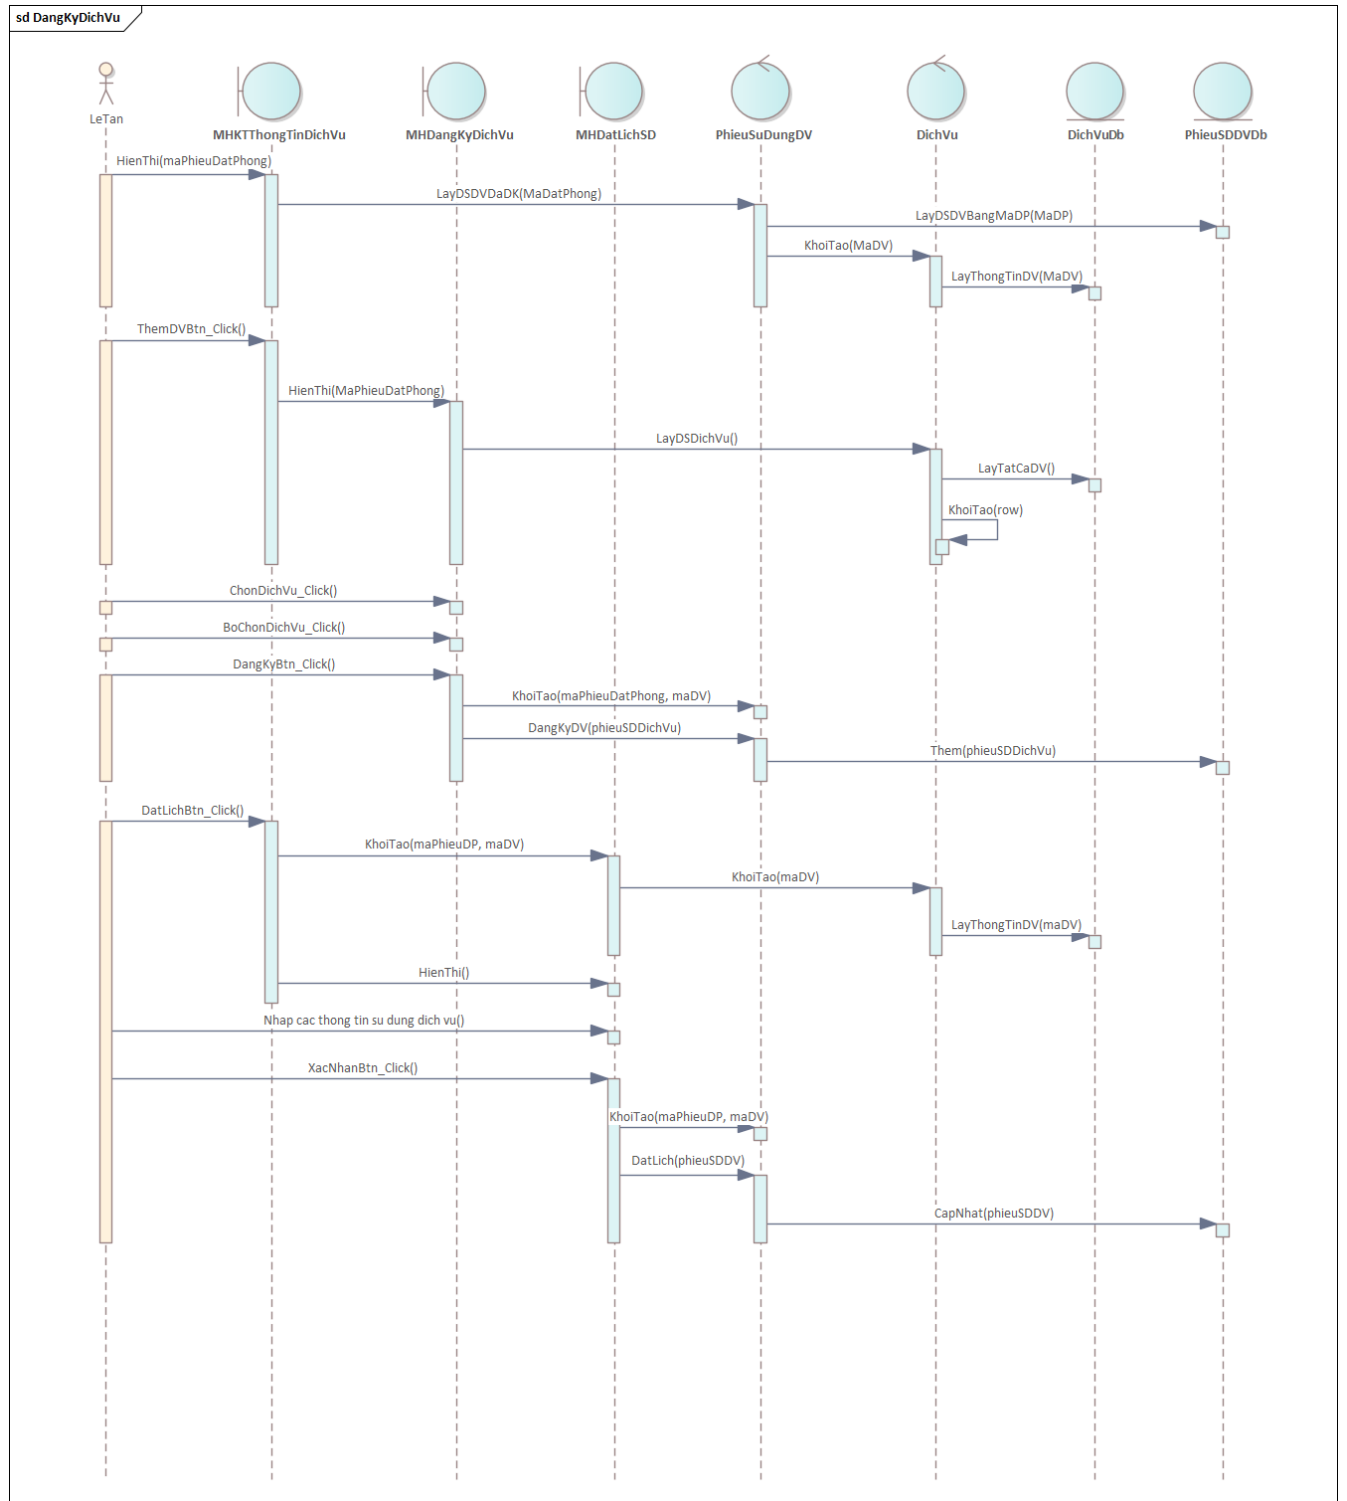 sd DangKyDichVu
LeTan
MHKTThongTinDichVu
MHDangKyDichVu
MHDatLichSD
PhieuSuDungDV
DichVu
DichVuDb
PhieuSDDVDb
HienThi(maPhieuDatPhong)
LayDSDVDaDK(MaDatPhong)
LayDSDVBangMaDP(MaDP)
KhoiTao(MaDV)
LayThongTinDV(MaDV)
ThemDVBtn_Click()
HienThi(MaPhieuDatPhong)
LayDSDichVu()
LayTatCaDV()
KhoiTao(row)
ChonDichVu_Click()
BoChonDichVu_Click()
DangKyBtn_Click()
KhoiTao(maPhieuDatPhong, maDV)
DangKyDV(phieuSDDichVu)
Them(phieuSDDichVu)
DatLichBtn_Click()
KhoiTao(maPhieuDP, maDV)
KhoiTao(maDV)
LayThongTinDV(maDV)
HienThi()
Nhap cac thong tin su dung dich vu()
XacNhanBtn_Click()
KhoiTao(maPhieuDP, maDV)
DatLich(phieuSDDV)
CapNhat(phieuSDDV)